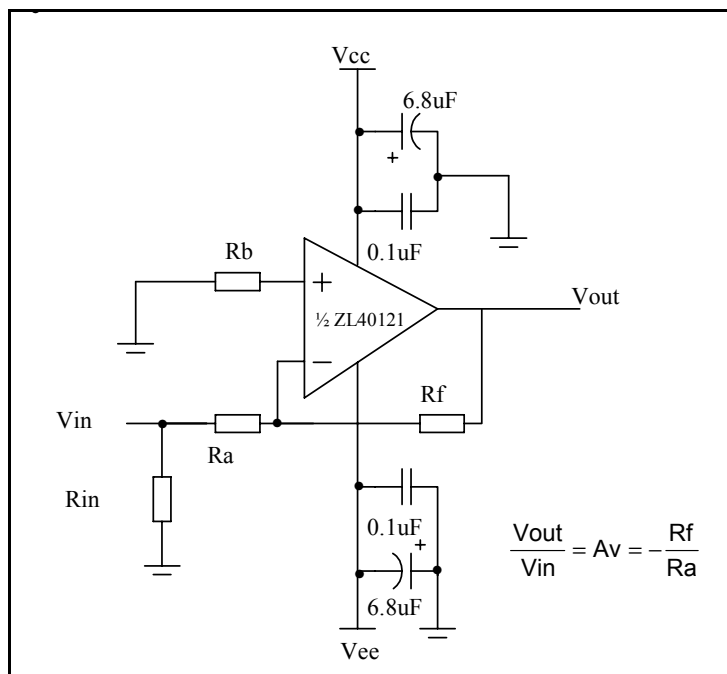 Vcc
6.8uF
+
0.1uF
Rb
+
½ ZL40121
Vout
−
Rf
Vin
Ra
Rin
0.1uF
+
6.8uF
Vout
Vin
= Av = −
Rf
Ra
Vee